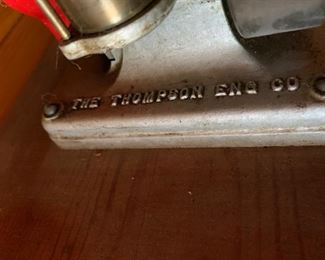 THE THOMPSON ENG CO